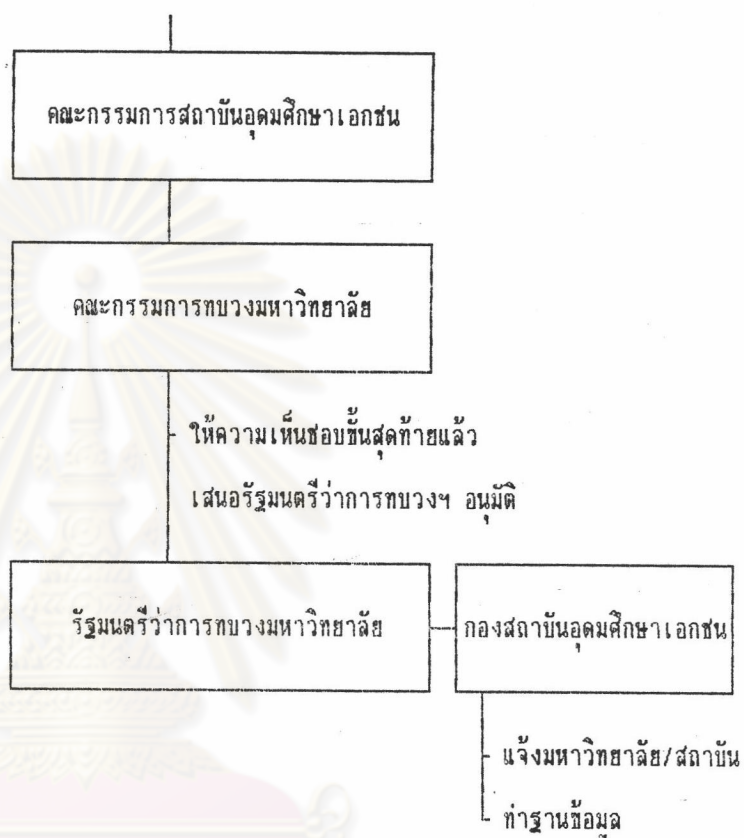 คณะกรรมการสถาบันอุดมศึกษาเอกชน
คณะกรรมการทบวงมหาวิทยาลัย
- ให้ความเห็นชอบขั้นสุดท้ายแล้ว
เสนอรัฐมนตรีว่าการทบวงฯ อนุมัติ
รัฐมนตรีว่าการทบวงมหาวิทยาลัย
กองสถาบันอุดมศึกษาเอกชน
- แจ้งมหาวิทยาลัย/สถาบัน
- ทำฐานข้อมูล